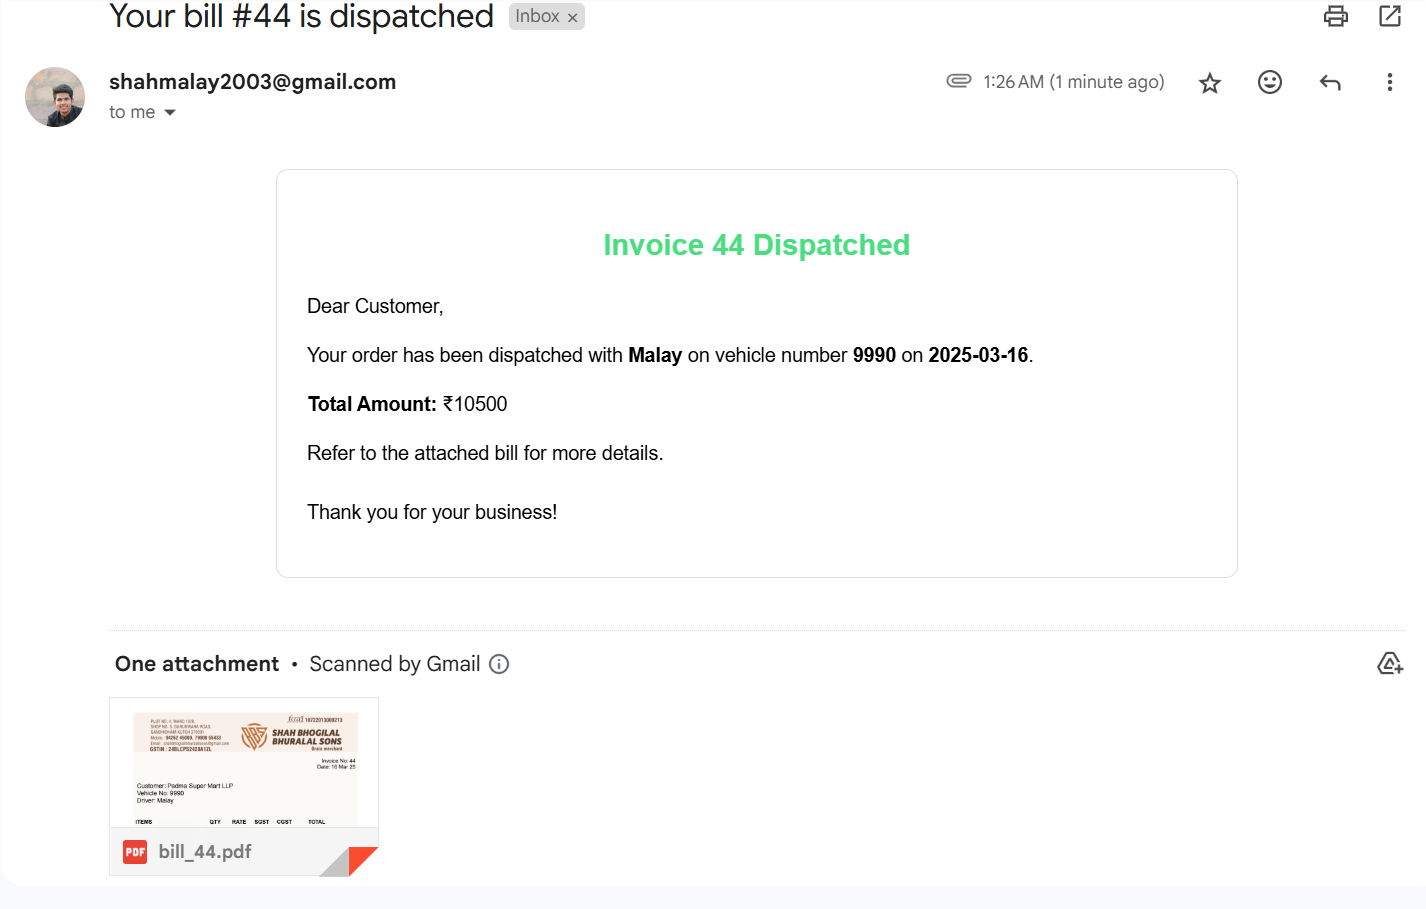 Your bill #44 is dispatched Inbox ×
shahmalay2003@gmail.com 1:26 AM (1 minute ago)
to me
Invoice 44 Dispatched
Dear Customer,
Your order has been dispatched with Malay on vehicle number 9990 on 2025-03-16.
Total Amount: ₹10500
Refer to the attached bill for more details.
Thank you for your business!
One attachment • Scanned by Gmail
SHAH BHOGILAL
BHURALAL SONS
Grain merchant
Invoice No: 44
Date: 16 Mar 25
Customer: Padma Super Mart LLP
Vehicle No: 9990
Driver: Malay
ITEMS QTY RATE SGST CGST TOTAL
PDF bill_44.pdf